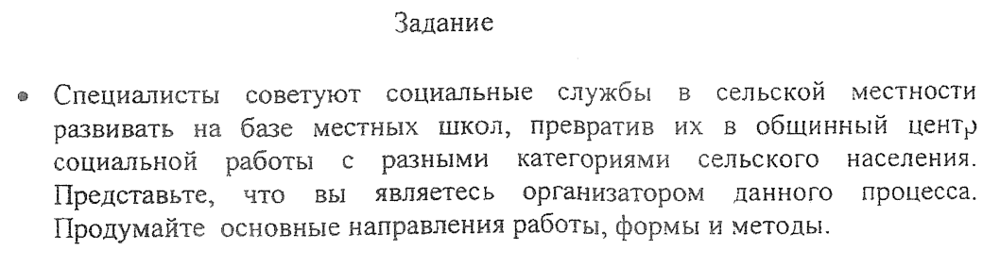 Задание
• Специалисты советуют социальные службы в сельской местности
развивать на базе местных школ, превратив их в общинный центр
социальной работы с разными категориями сельского населения.
Представьте, что вы являетесь организатором данного процесса.
Продумайте основные направления работы, формы и методы.